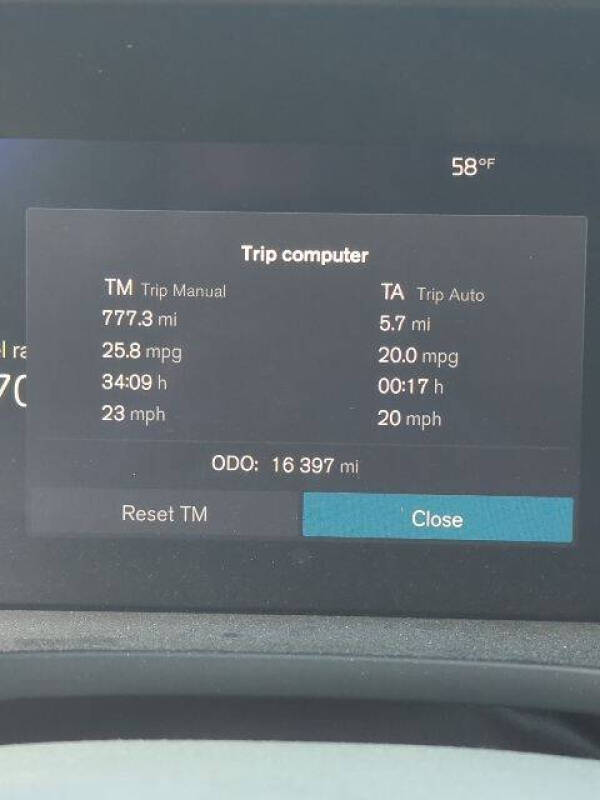 58°F
Trip computer
TM Trip Manual
777.3 mi
25.8 mpg
34:09 h
23 mph
TA Trip Auto
5.7 mi
20.0 mpg
00:17 h
20 mph
ODO: 16 397 mi
Reset TM
Close